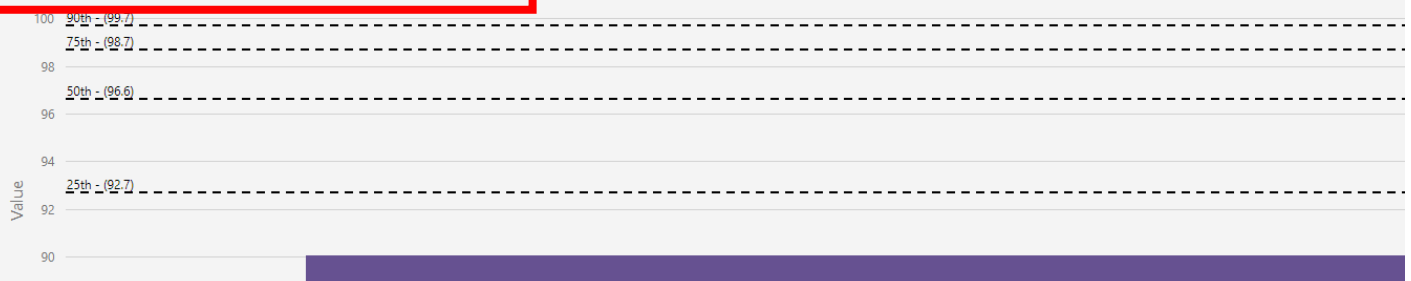 100
90th - (99.7)
75th - (98.7)
98
50th - (96.6)
96
94
25th - (92.7)
Value
92
90